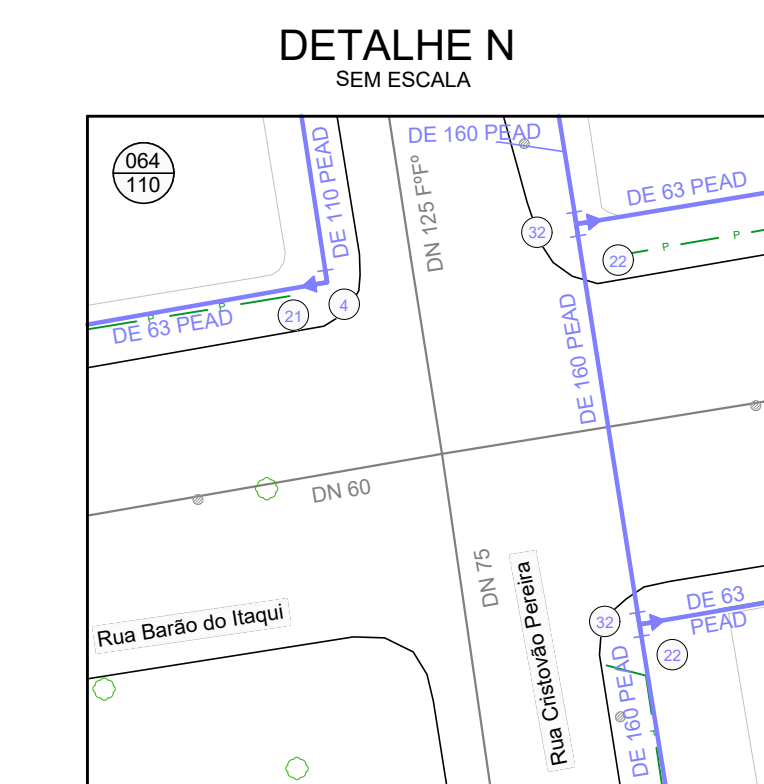 DETALHE N
SEM ESCALA
064
110
DE 110 PEAD
DN 125 FºFº
DE 160 PEAD
DE 63 PEAD
32
22
P
P
DE 160 PEAD
P
P
DE 63 PEAD
21
4
DN 60
DN 75
Rua Cristovão Pereira
Rua Barão do Itaqui
DE 63
PEAD
32
22
DE 160 PEAD